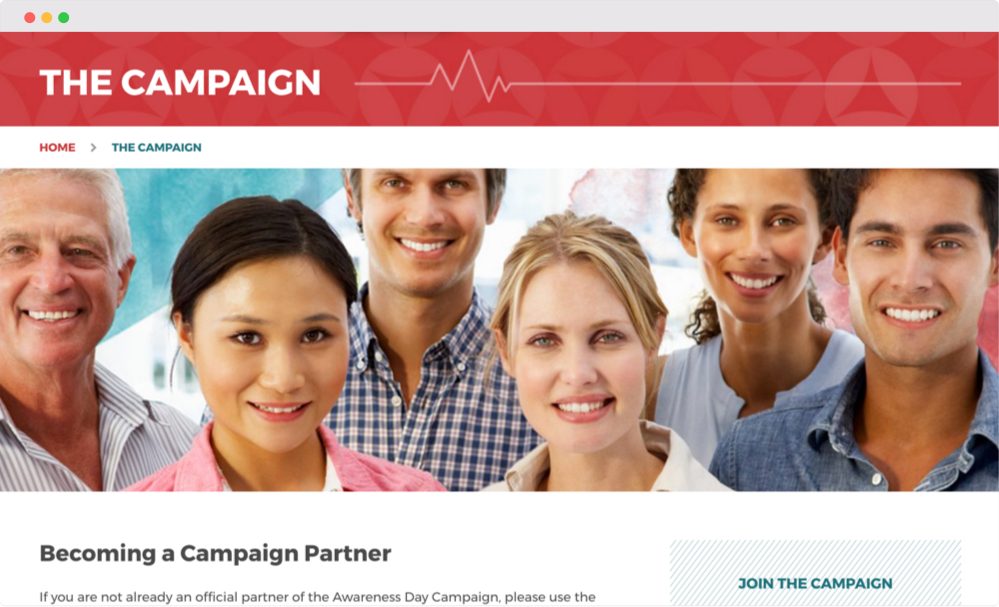 THE CAMPAIGN
HOME > THE CAMPAIGN
Becoming a Campaign Partner
If you are not already an official partner of the Awareness Day Campaign, please use the
JOIN THE CAMPAIGN